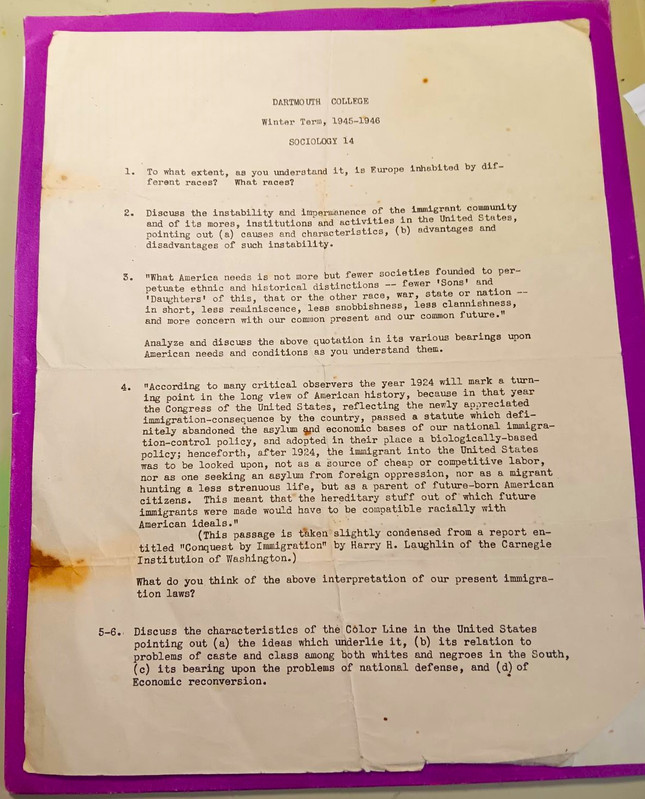 DARTMOUTH COLLEGE
Winter Term, 1945-1946
SOCIOLOGY 14
1. To what extent, as you understand it, is Europe inhabited by dif-
ferent races? What races?
2. Discuss the instability and impermanence of the immigrant community
and of its mores, institutions and activities in the United States,
pointing out (a) causes and characteristics, (b) advantages and
disadvantages of such instability.
3. "What America needs is not more but fewer societies founded to per-
petuate ethnic and historical distinctions -- fewer 'Sons' and
'Daughters' of this, that or the other race, war, state or nation --
in short, less reminiscence, less snobbishness, less clannishness,
and more concern with our common present and our common future."
Analyze and discuss the above quotation in its various bearings upon
American needs and conditions as you understand them.
4. "According to many critical observers the year 1924 will mark a turn-
ing point in the long view of American history, because in that year
the Congress of the United States, reflecting the newly appreciated
immigration-consequence by the country, passed a statute which defi-
nitely abandoned the asylum and economic bases of our national immigra-
tion-control policy, and adopted in their place a biologically-based
policy; henceforth, after 1924, the immigrant into the United States
was to be looked upon, not as a source of cheap or competitive labor,
nor as one seeking an asylum from foreign oppression, nor as a migrant
hunting a less strenuous life, but as a parent of future-born American
citizens. This meant that the hereditary stuff out of which future
immigrants were made would have to be compatible racially with
American ideals."
(This passage is taken slightly condensed from a report en-
titled "Conquest by Immigration" by Harry H. Laughlin of the Carnegie
Institution of Washington.)
What do you think of the above interpretation of our present immigra-
tion laws?
5-6. Discuss the characteristics of the Color Line in the United States
pointing out (a) the ideas which underlie it, (b) its relation to
problems of caste and class among both whites and negroes in the South,
(c) its bearing upon the problems of national defense, and (d) of
Economic reconversion.